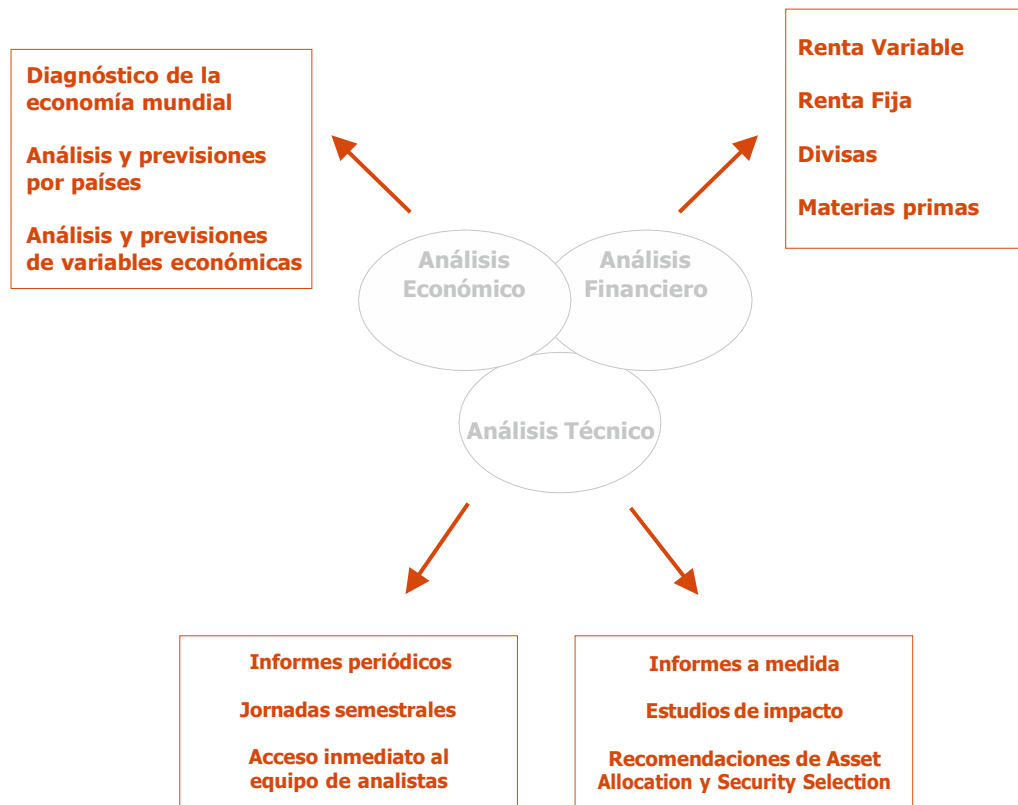 Diagnóstico de la
economía mundial
Análisis y previsiones
por países
Análisis y previsiones
de variables económicas
Renta Variable
Renta Fija
Divisas
Materias primas
Análisis
Económico
Análisis
Financiero
Análisis Técnico
Informes periódicos
Jornadas semestrales
Acceso inmediato al
equipo de analistas
Informes a medida
Estudios de impacto
Recomendaciones de Asset
Allocation y Security Selection